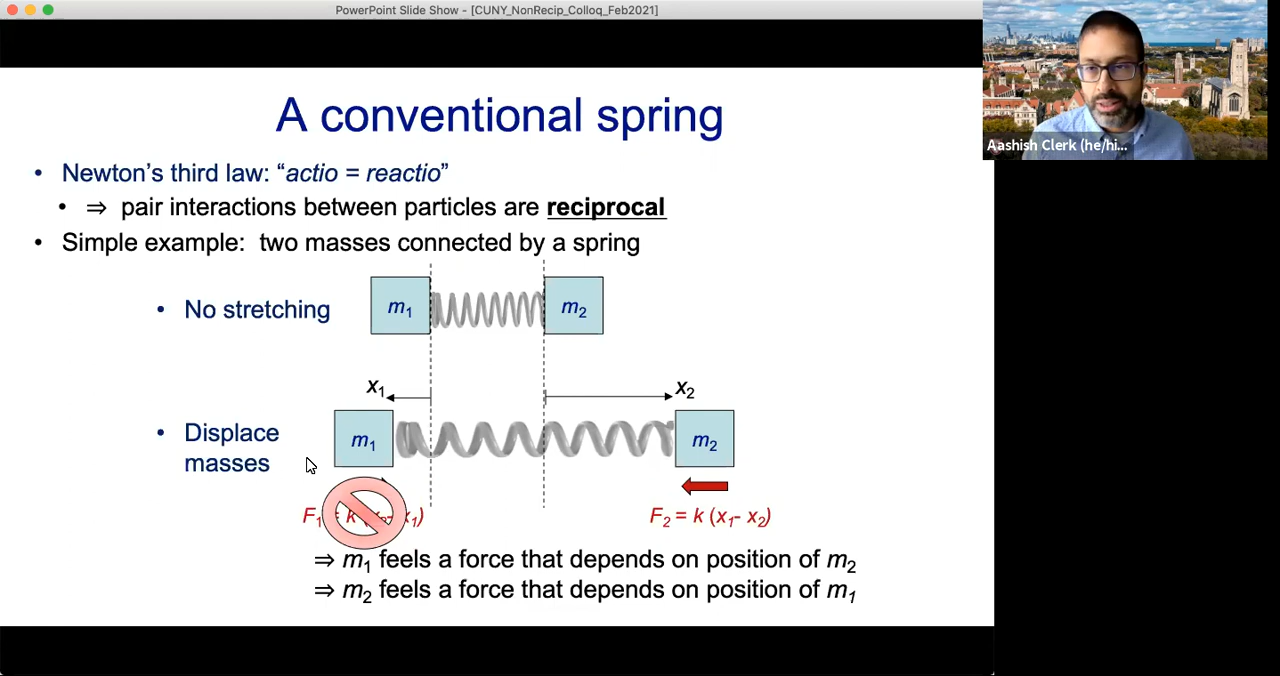 PowerPoint Slide Show - [CUNY_NonRecip_Colloq_Feb2021]
Aashish Clerk (he/hi...
A conventional spring
• Newton's third law: "actio = reactio"
• ⇒ pair interactions between particles are reciprocal
• Simple example: two masses connected by a spring
• No stretching
m₁
m₂
x₁
x₂
• Displace
masses
m₁
m₂
F₁ = k (x₂- x₁)
F₂ = k (x₁- x₂)
⇒ m₁ feels a force that depends on position of m₂
⇒ m₂ feels a force that depends on position of m₁